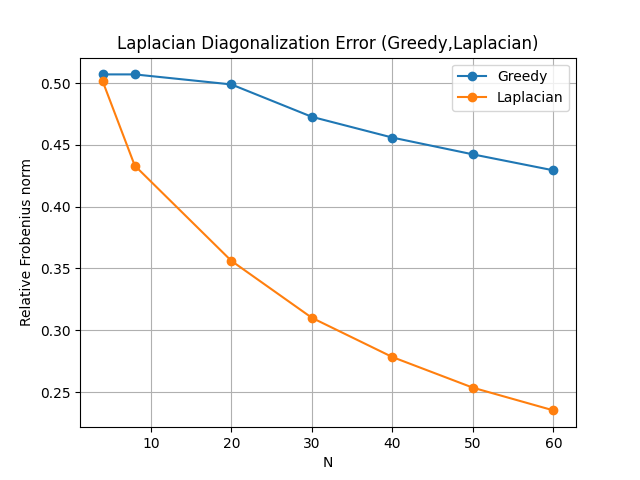 Laplacian Diagonalization Error (Greedy,Laplacian)
Greedy
Laplacian
Relative Frobenius norm
0.50
0.45
0.40
0.35
0.30
0.25
10 20 30 40 50 60
N